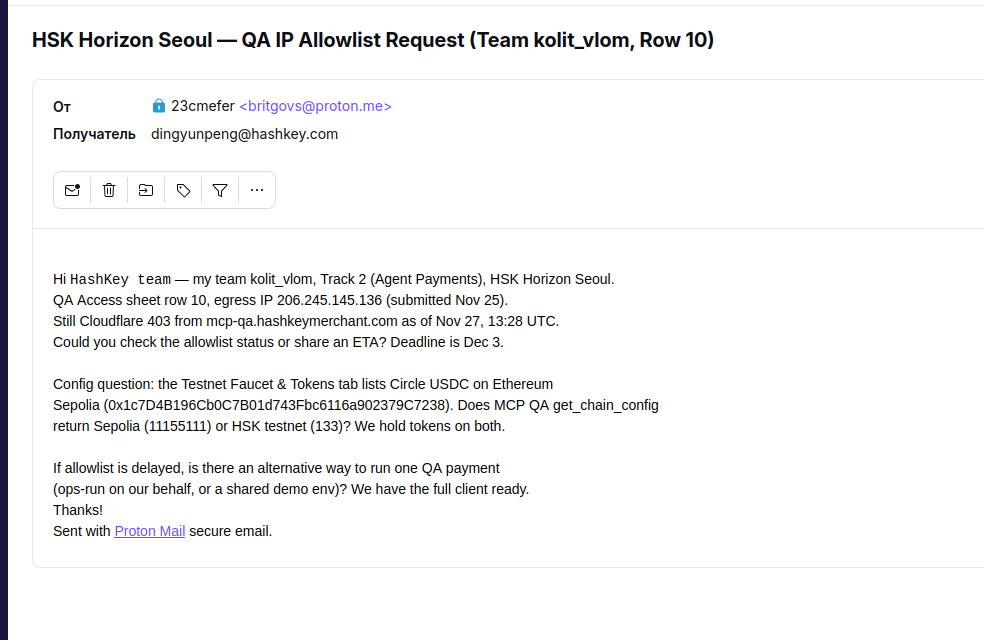 HSK Horizon Seoul — QA IP Allowlist Request (Team kolit_vlom, Row 10)
От 23cmefer <britgovs@proton.me>
Получатель dingyunpeng@hashkey.com
Hi HashKey team — my team kolit_vlom, Track 2 (Agent Payments), HSK Horizon Seoul.
QA Access sheet row 10, egress IP 206.245.145.136 (submitted Nov 25).
Still Cloudflare 403 from mcp-qa.hashkeymerchant.com as of Nov 27, 13:28 UTC.
Could you check the allowlist status or share an ETA? Deadline is Dec 3.
Config question: the Testnet Faucet & Tokens tab lists Circle USDC on Ethereum
Sepolia (0x1c7D4B196Cb0C7B01d743Fbc6116a902379C7238). Does MCP QA get_chain_config
return Sepolia (11155111) or HSK testnet (133)? We hold tokens on both.
If allowlist is delayed, is there an alternative way to run one QA payment
(ops-run on our behalf, or a shared demo env)? We have the full client ready.
Thanks!
Sent with Proton Mail secure email.